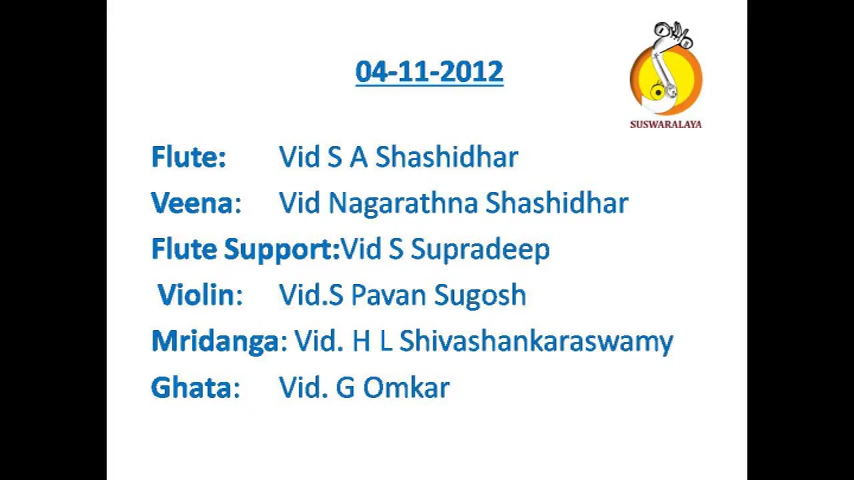 04-11-2012
SUSWARALAYA
Flute: Vid S A Shashidhar
Veena: Vid Nagarathna Shashidhar
Flute Support:Vid S Supradeep
Violin: Vid.S Pavan Sugosh
Mridanga: Vid. H L Shivashankaraswamy
Ghata: Vid. G Omkar